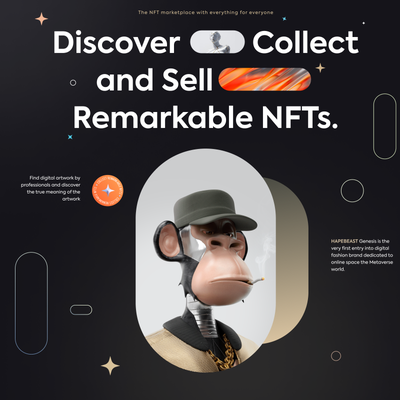 The NFT marketplace with everything for everyone
Discover Collect
and Sell
Remarkable NFTs.
Find digital artwork by
professionals and discover
the true meaning of the
artwork
HAPEBEAST Genesis is the
very first entry into digital
fashion brand dedicated to
online space the Metaverse
world.